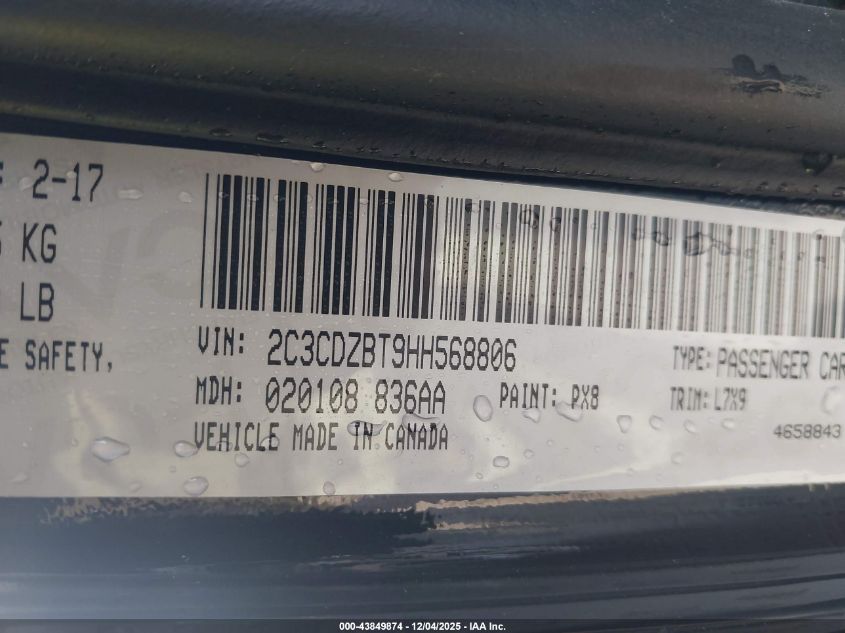 2-17
KG
LB
E SAFETY,
VIN: 2C3CDZBT9HH568806
TYPE: PASSENGER CAR
MDH: 020108 836AA
PAINT: PX8
TRIM: L7X9
VEHICLE MADE IN CANADA
4658843
000-43849874 - 12/04/2025 - IAA Inc.